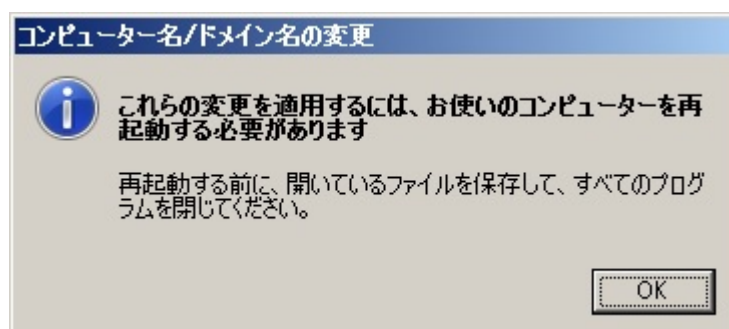 コンピューター名/ドメイン名の変更
これらの変更を適用するには、お使いのコンピューターを再
起動する必要があります
再起動する前に、開いているファイルを保存して、すべてのプログ
ラムを閉じてください。
OK